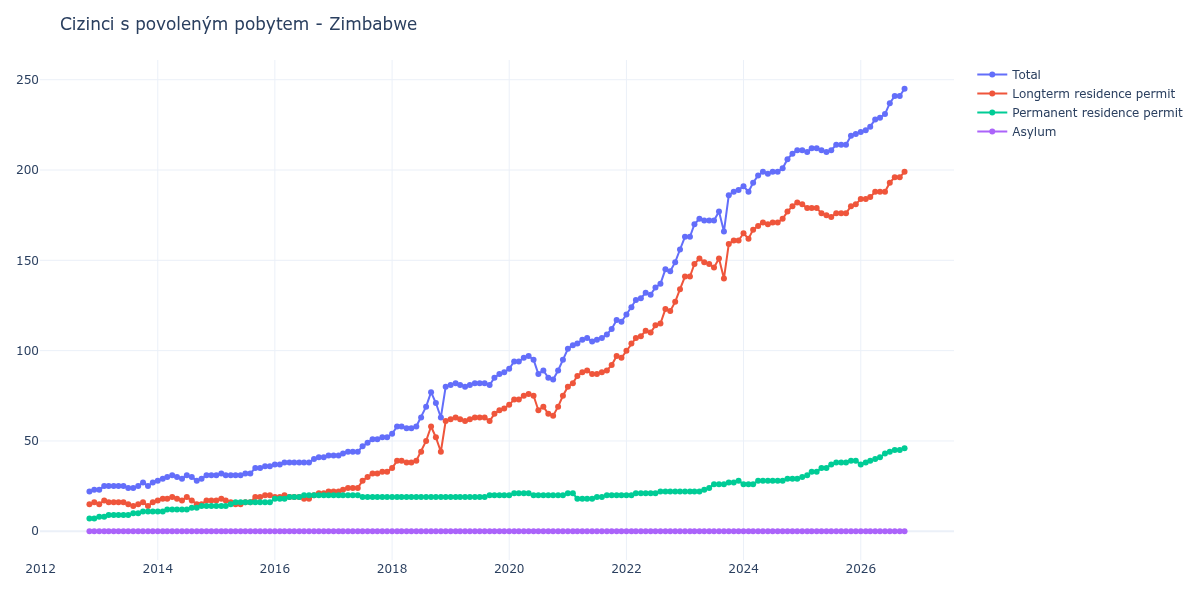 Cizinci s povoleným pobytem - Zimbabwe
Total
Longterm residence permit
Permanent residence permit
Asylum
250
200
150
100
50
0
2012 2014 2016 2018 2020 2022 2024 2026